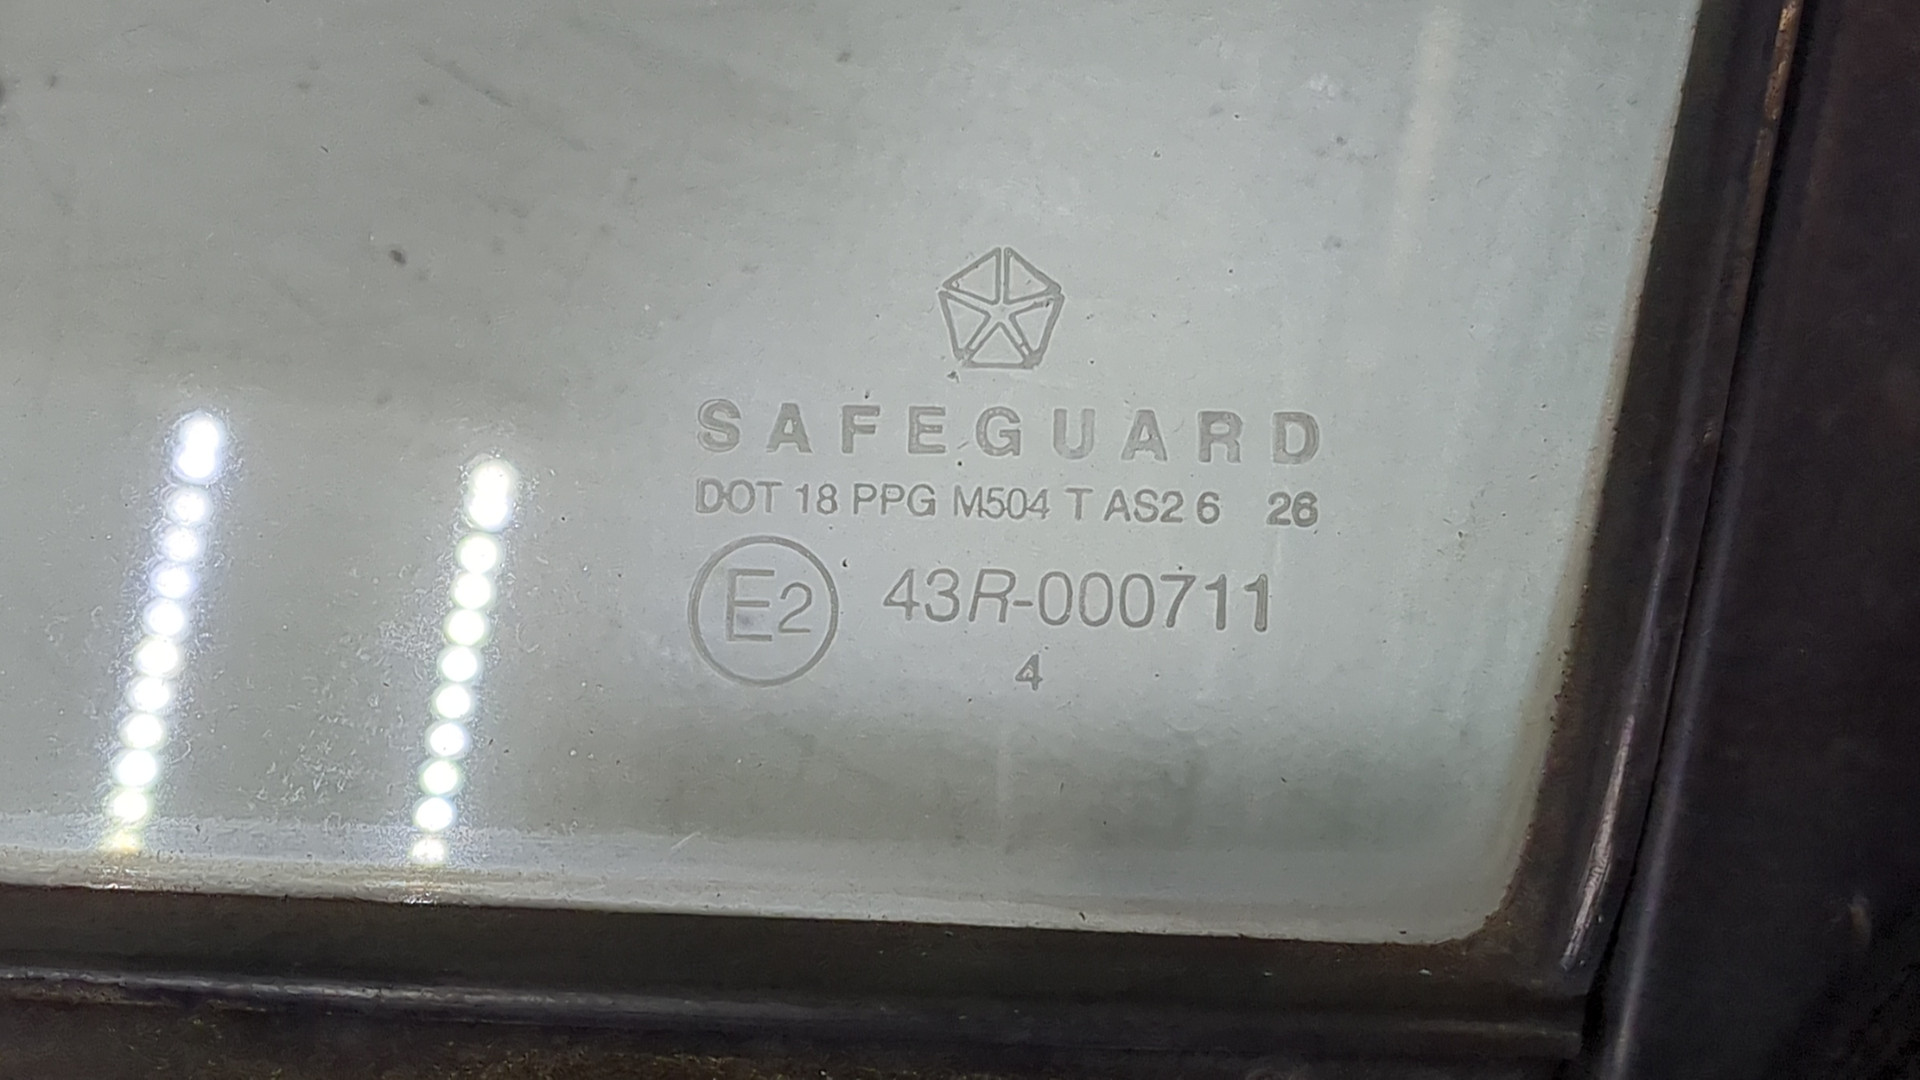 SAFEGUARD
DOT 18 PPG M504 T AS2 6 26
E2 43R-000711
4